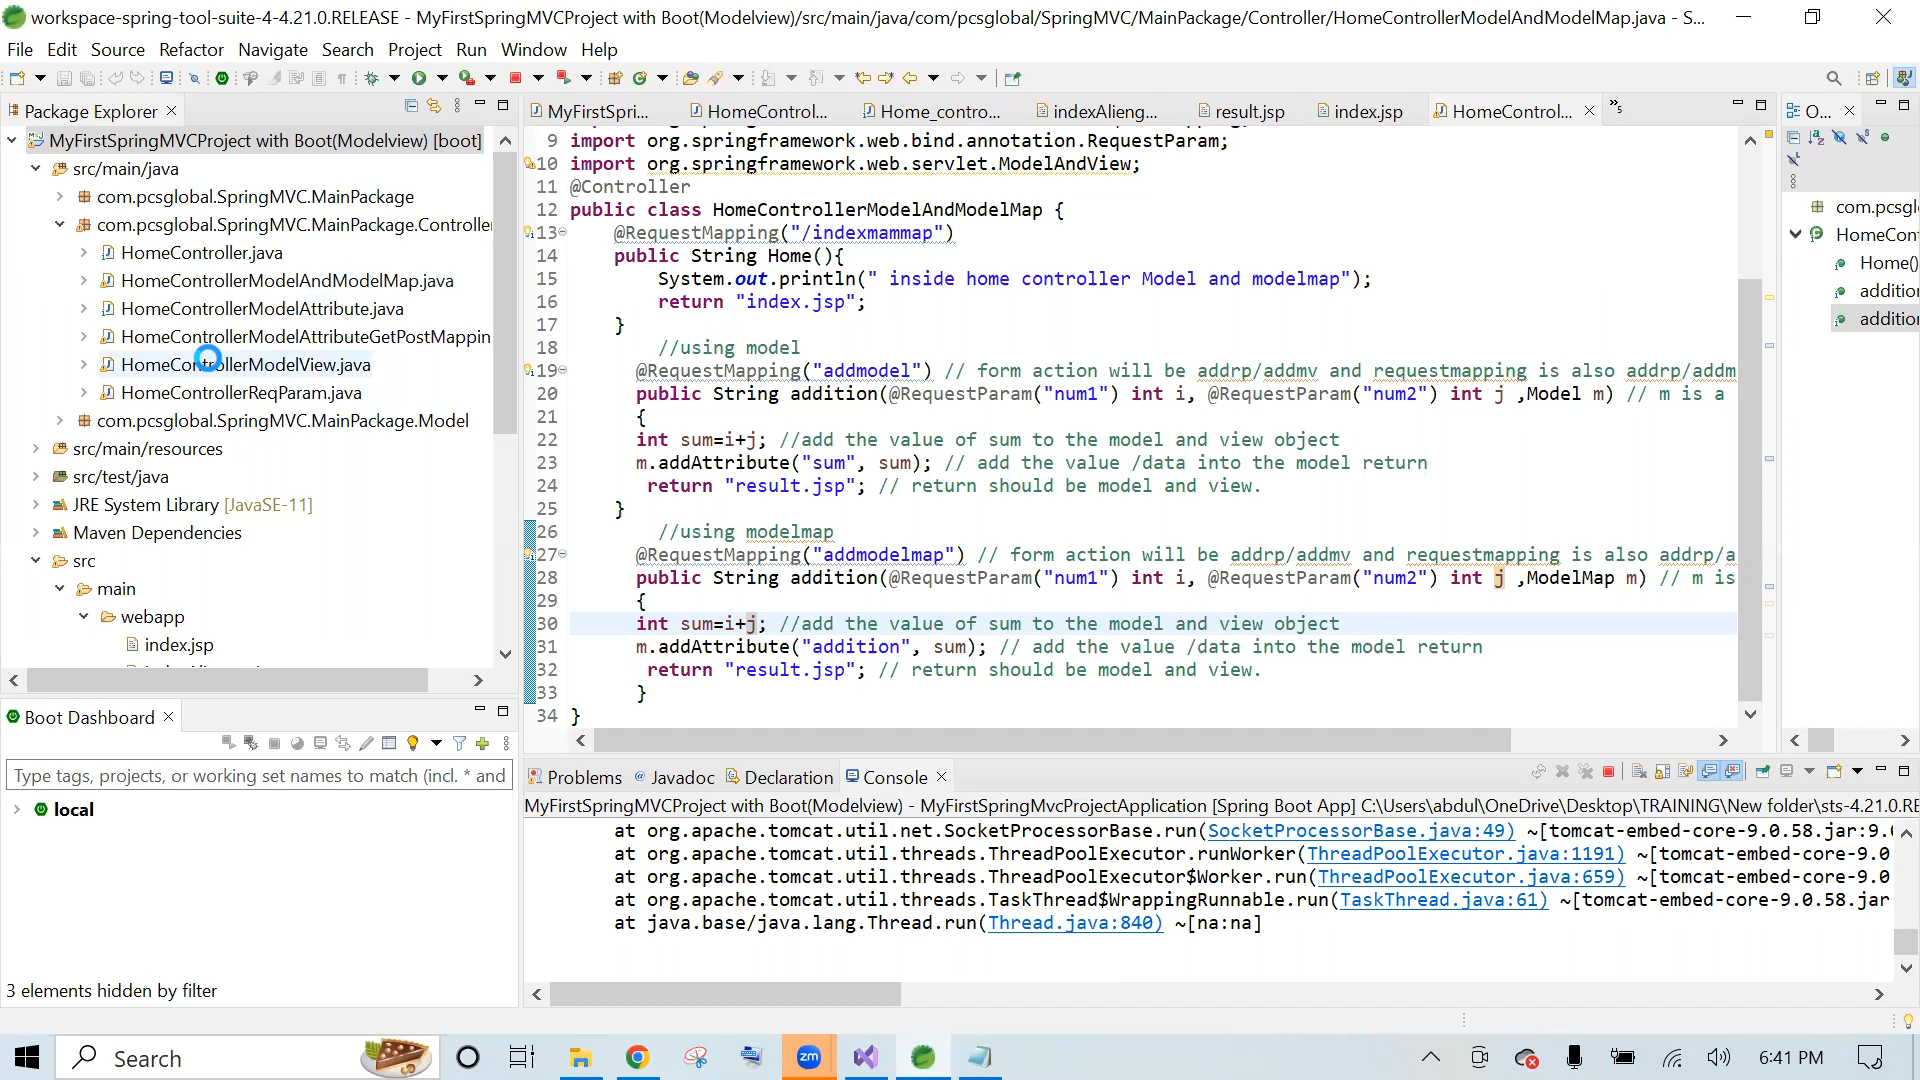 workspace-spring-tool-suite-4-4.21.0.RELEASE - MyFirstSpringMVCProject with Boot(Modelview)/src/main/java/com/pcsglobal/SpringMVC/MainPackage/Controller/HomeControllerModelAndModelMap.java - S...
File Edit Source Refactor Navigate Search Project Run Window Help
Package Explorer
MyFirstSpringMVCProject with Boot(Modelview) [boot]
src/main/java
com.pcsglobal.SpringMVC.MainPackage
com.pcsglobal.SpringMVC.MainPackage.Controller
HomeController.java
HomeControllerModelAndModelMap.java
HomeControllerModelAttribute.java
HomeControllerModelAttributeGetPostMappin
HomeControllerModelView.java
HomeControllerReqParam.java
com.pcsglobal.SpringMVC.MainPackage.Model
src/main/resources
src/test/java
JRE System Library [JavaSE-11]
Maven Dependencies
src
main
webapp
index.jsp
Boot Dashboard
Type tags, projects, or working set names to match (incl. * and
local
3 elements hidden by filter
MyFirstSpri... HomeControl... Home_contro... indexAlieng... result.jsp index.jsp HomeControl... »5
9 import org.springframework.web.bind.annotation.RequestParam;
10 import org.springframework.web.servlet.ModelAndView;
11 @Controller
12 public class HomeControllerModelAndModelMap {
13 @RequestMapping("/indexmammap")
14 public String Home(){
15 System.out.println(" inside home controller Model and modelmap");
16 return "index.jsp";
17 }
18 //using model
19 @RequestMapping("addmodel") // form action will be addrp/addmv and requestmapping is also addrp/addm
20 public String addition(@RequestParam("num1") int i, @RequestParam("num2") int j ,Model m) // m is a
21 {
22 int sum=i+j; //add the value of sum to the model and view object
23 m.addAttribute("sum", sum); // add the value /data into the model return
24 return "result.jsp"; // return should be model and view.
25 }
26 //using modelmap
27 @RequestMapping("addmodelmap") // form action will be addrp/addmv and requestmapping is also addrp/a
28 public String addition(@RequestParam("num1") int i, @RequestParam("num2") int j ,ModelMap m) // m is
29 {
30 int sum=i+j; //add the value of sum to the model and view object
31 m.addAttribute("addition", sum); // add the value /data into the model return
32 return "result.jsp"; // return should be model and view.
33 }
34 }
O...
com.pcsgl
HomeCont
Home()
addition
addition
Problems @ Javadoc Declaration Console
MyFirstSpringMVCProject with Boot(Modelview) - MyFirstSpringMvcProjectApplication [Spring Boot App] C:\Users\abdul\OneDrive\Desktop\TRAINING\New folder\sts-4.21.0.RE
at org.apache.tomcat.util.net.SocketProcessorBase.run(SocketProcessorBase.java:49) ~[tomcat-embed-core-9.0.58.jar:9.0
at org.apache.tomcat.util.threads.ThreadPoolExecutor.runWorker(ThreadPoolExecutor.java:1191) ~[tomcat-embed-core-9.0
at org.apache.tomcat.util.threads.ThreadPoolExecutor$Worker.run(ThreadPoolExecutor.java:659) ~[tomcat-embed-core-9.0
at org.apache.tomcat.util.threads.TaskThread$WrappingRunnable.run(TaskThread.java:61) ~[tomcat-embed-core-9.0.58.jar
at java.base/java.lang.Thread.run(Thread.java:840) ~[na:na]
Search
zm
6:41 PM